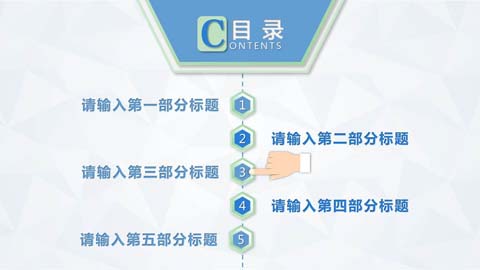 目录
CONTENTS
请输入第一部分标题 1
2 请输入第二部分标题
请输入第三部分标题 3
4 请输入第四部分标题
请输入第五部分标题 5